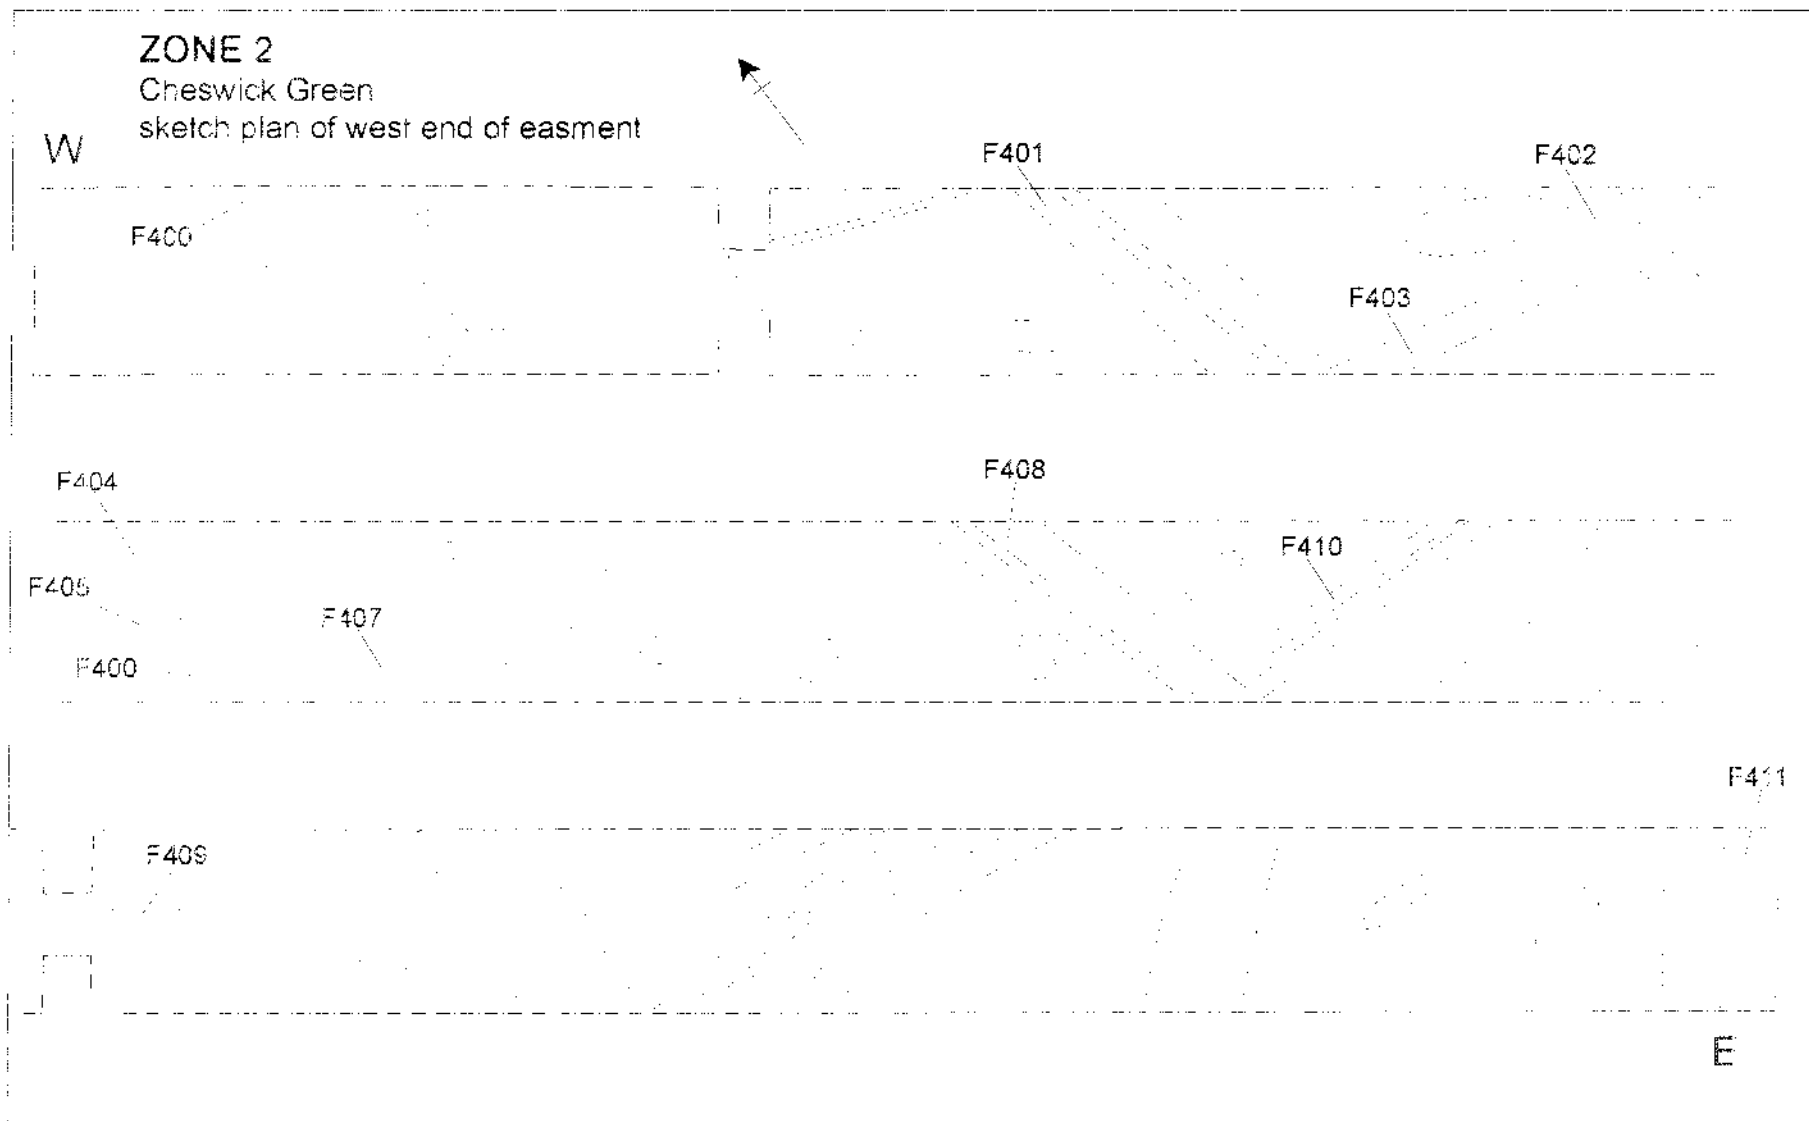 ZONE 2
Cheswick Green
sketch plan of west end of easment
W
F401
F402
F400
F403
F404
F408
F410
F405
F407
F400
F411
F409
E